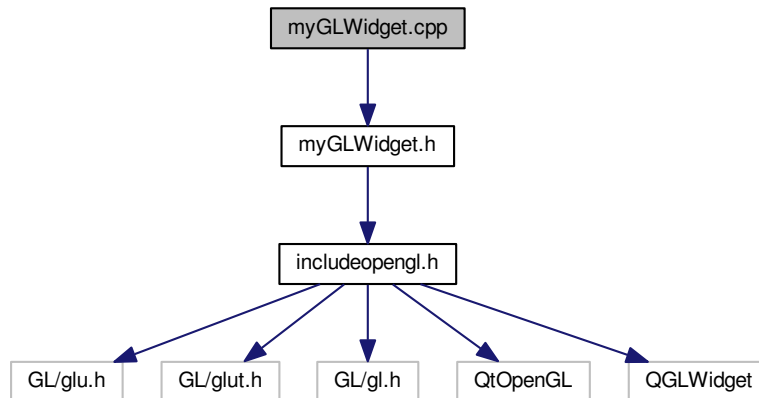 myGLWidget.cpp
myGLWidget.h
includeopengl.h
GL/glu.h
GL/glut.h
GL/gl.h
QtOpenGL
QGLWidget